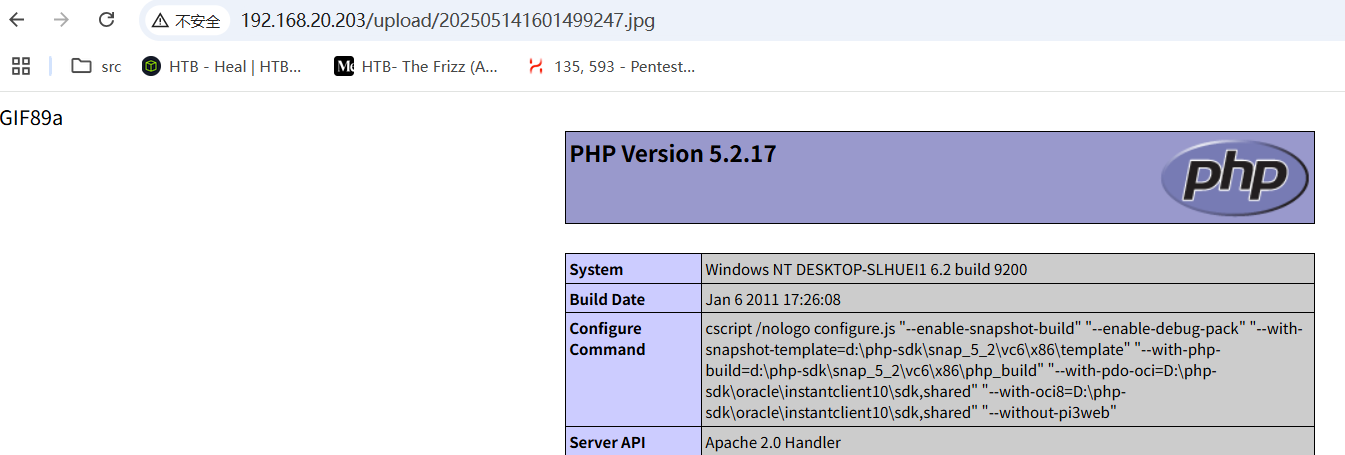 不安全 192.168.20.203/upload/202505141601499247.jpg
src HTB - Heal | HTB... Me HTB- The Frizz (A... 135, 593 - Pentest...
GIF89a
PHP Version 5.2.17 php
System Windows NT DESKTOP-SLHUEI1 6.2 build 9200
Build Date Jan 6 2011 17:26:08
Configure Command cscript /nologo configure.js "--enable-snapshot-build" "--enable-debug-pack" "--with-
snapshot-template=d:\php-sdk\snap_5_2\vc6\x86\template" "--with-php-
build=d:\php-sdk\snap_5_2\vc6\x86\php_build" "--with-pdo-oci=D:\php-
sdk\oracle\instantclient10\sdk,shared" "--with-oci8=D:\php-
sdk\oracle\instantclient10\sdk,shared" "--without-pi3web"
Server API Apache 2.0 Handler